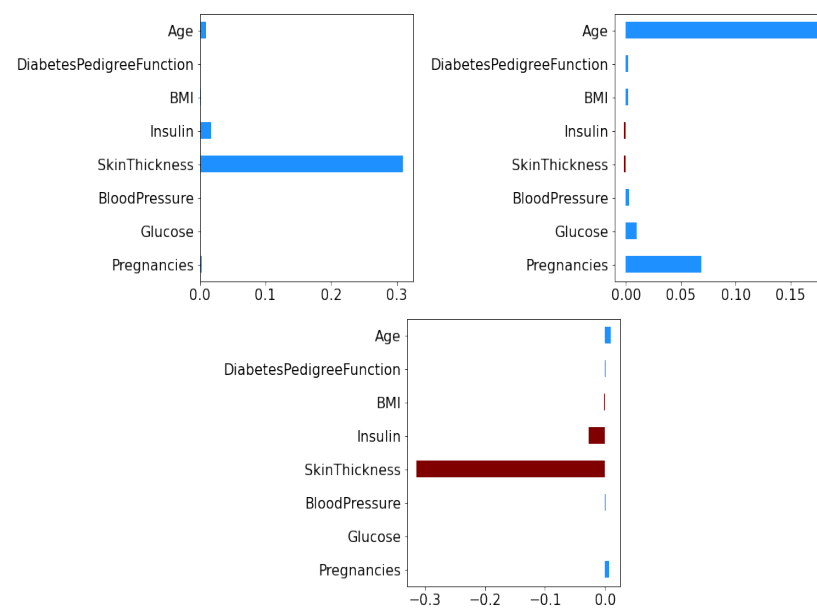 Age
DiabetesPedigreeFunction
BMI
Insulin
SkinThickness
BloodPressure
Glucose
Pregnancies
0.0 0.1 0.2 0.3
Age
DiabetesPedigreeFunction
BMI
Insulin
SkinThickness
BloodPressure
Glucose
Pregnancies
0.00 0.05 0.10 0.15
Age
DiabetesPedigreeFunction
BMI
Insulin
SkinThickness
BloodPressure
Glucose
Pregnancies
−0.3 −0.2 −0.1 0.0